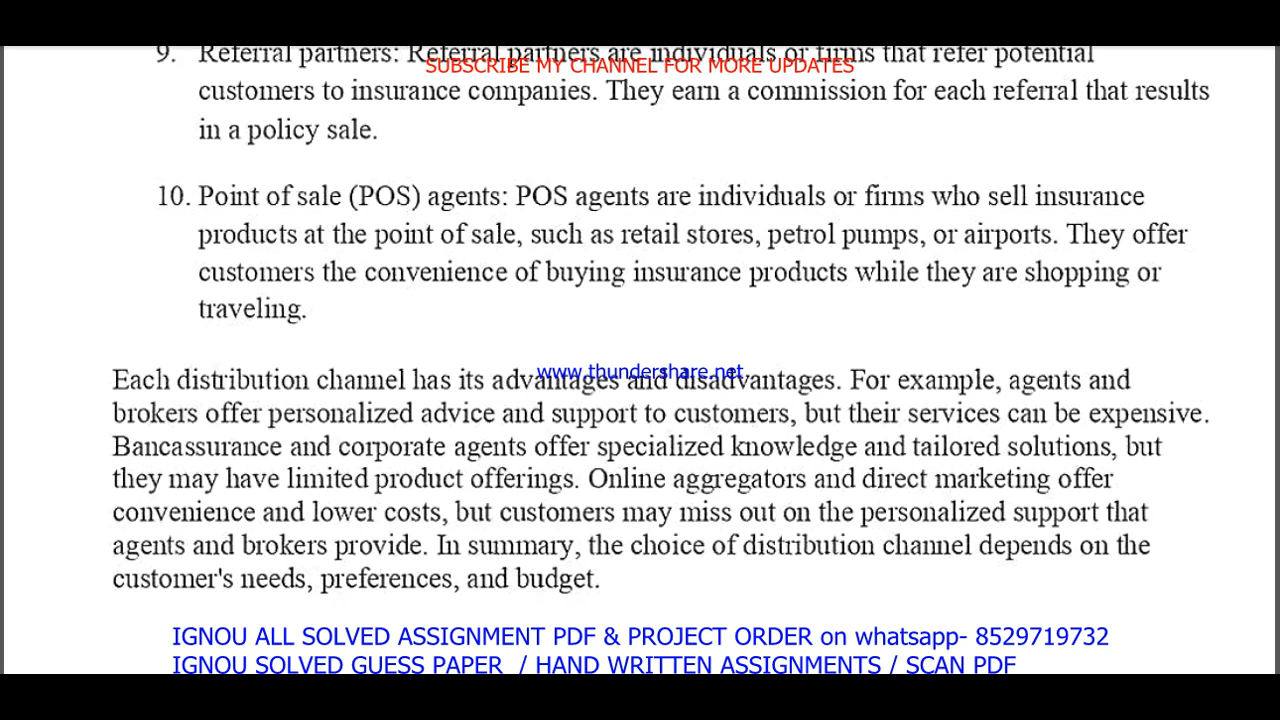 9. Referral partners: Referral partners are individuals or firms that refer potential
SUBSCRIBE MY CHANNEL FOR MORE UPDATES
customers to insurance companies. They earn a commission for each referral that results
in a policy sale.
10. Point of sale (POS) agents: POS agents are individuals or firms who sell insurance
products at the point of sale, such as retail stores, petrol pumps, or airports. They offer
customers the convenience of buying insurance products while they are shopping or
traveling.
www.thundershare.net
Each distribution channel has its advantages and disadvantages. For example, agents and
brokers offer personalized advice and support to customers, but their services can be expensive.
Bancassurance and corporate agents offer specialized knowledge and tailored solutions, but
they may have limited product offerings. Online aggregators and direct marketing offer
convenience and lower costs, but customers may miss out on the personalized support that
agents and brokers provide. In summary, the choice of distribution channel depends on the
customer's needs, preferences, and budget.
IGNOU ALL SOLVED ASSIGNMENT PDF & PROJECT ORDER on whatsapp- 8529719732
IGNOU SOLVED GUESS PAPER / HAND WRITTEN ASSIGNMENTS / SCAN PDF